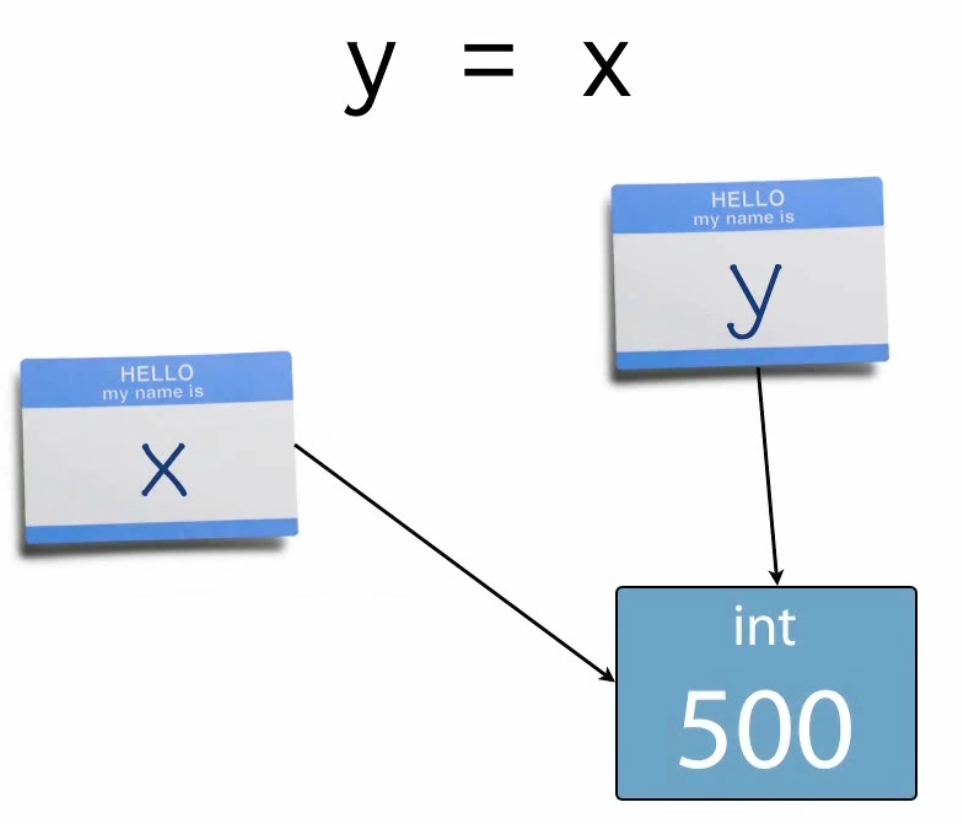 y = x
HELLO
my name is
y
HELLO
my name is
x
int
500